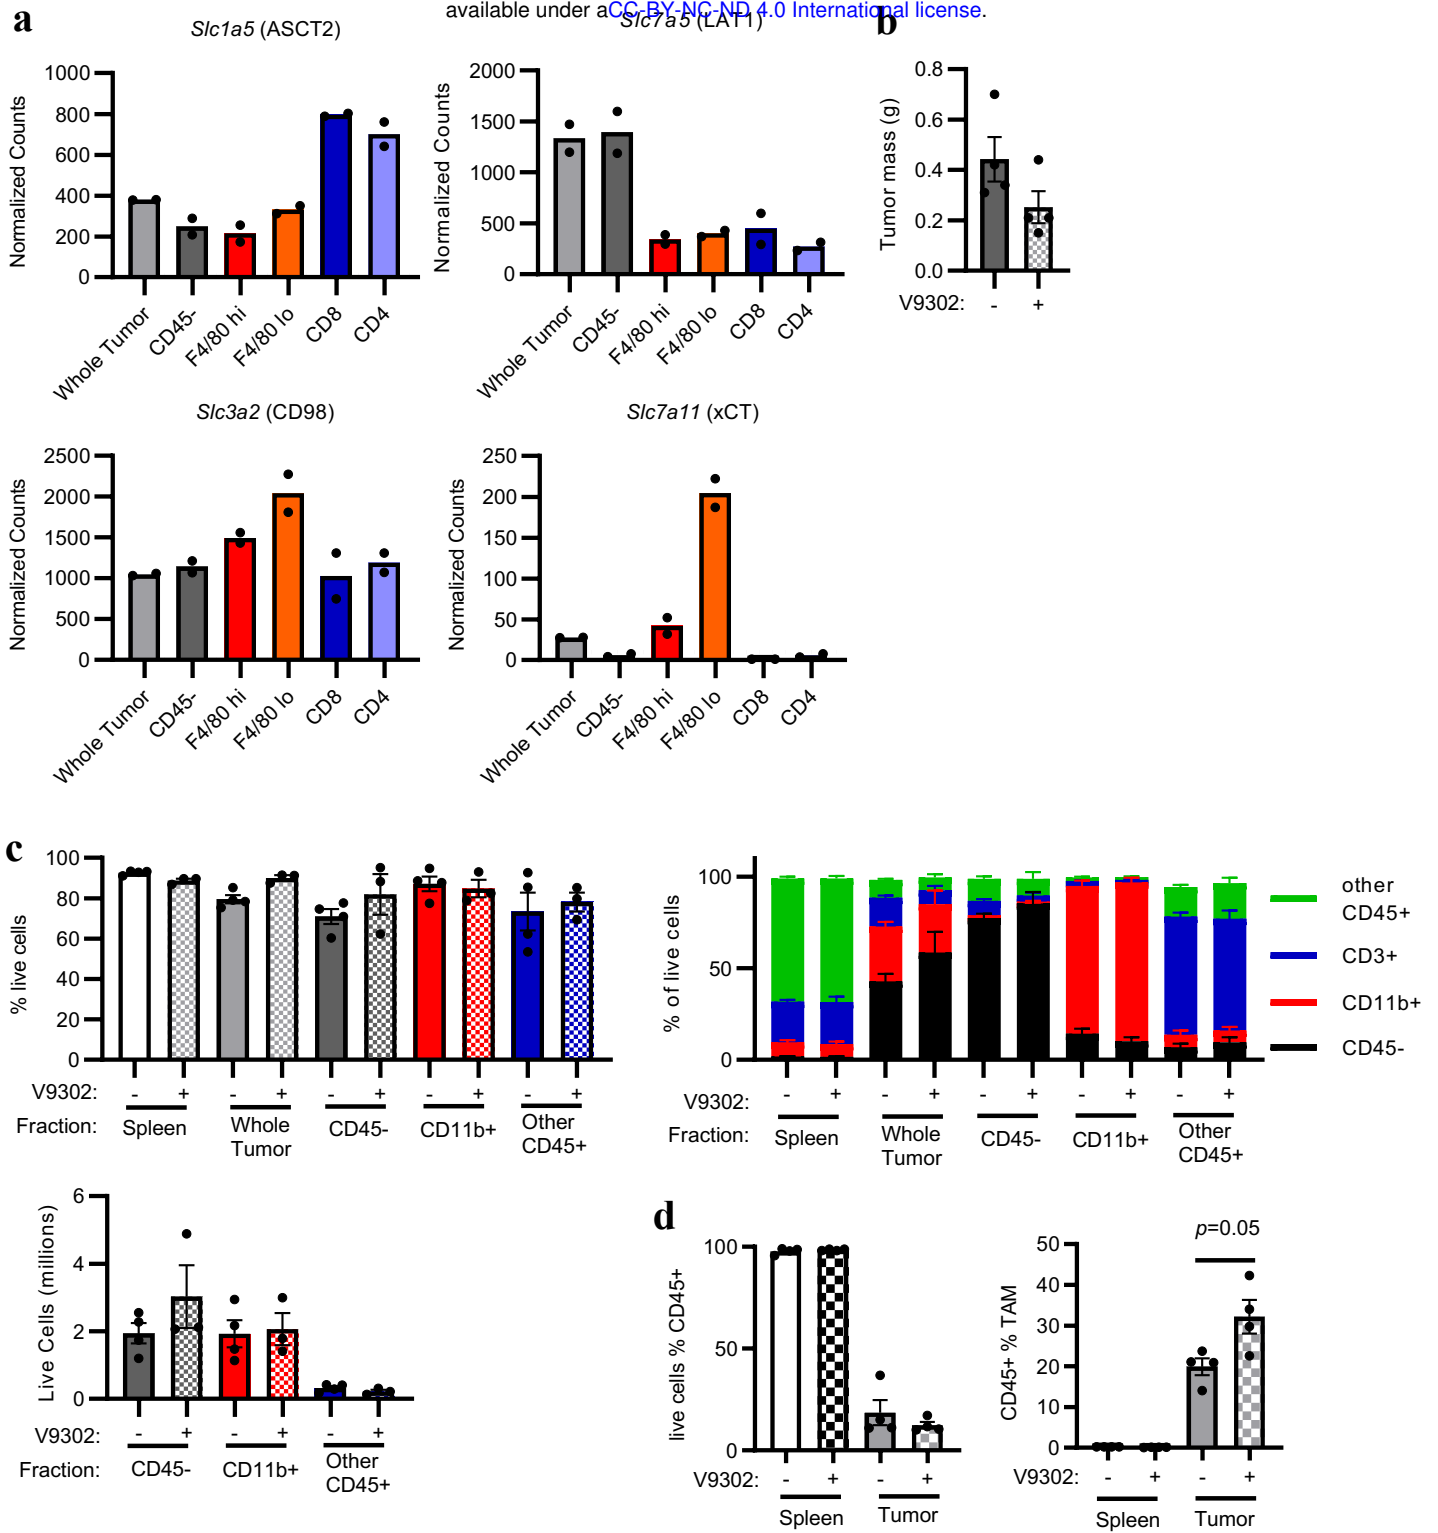 available under aCC-BY-NC-ND 4.0 International license.
a
Slc1a5 (ASCT2)
Normalized Counts
1000
800
600
400
200
0
Whole Tumor
CD45-
F4/80 hi
F4/80 lo
CD8
CD4
Slc7a5 (LAT1)
Normalized Counts
2000
1500
1000
500
0
Whole Tumor
CD45-
F4/80 hi
F4/80 lo
CD8
CD4
b
Tumor mass (g)
0.8
0.6
0.4
0.2
0.0
V9302: - +
Slc3a2 (CD98)
Normalized Counts
2500
2000
1500
1000
500
0
Whole Tumor
CD45-
F4/80 hi
F4/80 lo
CD8
CD4
Slc7a11 (xCT)
Normalized Counts
250
200
150
100
50
0
Whole Tumor
CD45-
F4/80 hi
F4/80 lo
CD8
CD4
c
% live cells
100
80
60
40
20
0
V9302: - + - + - + - + - +
Fraction: Spleen Whole Tumor CD45- CD11b+ Other CD45+
% of live cells
100
50
0
V9302: - + - + - + - + - +
Fraction: Spleen Whole Tumor CD45- CD11b+ Other CD45+
other
CD45+
CD3+
CD11b+
CD45-
Live Cells (millions)
6
4
2
0
V9302: - + - + - +
Fraction: CD45- CD11b+ Other CD45+
d
live cells % CD45+
100
50
0
V9302: - + - +
Spleen Tumor
CD45+ % TAM
50
40
30
20
10
0
p=0.05
V9302: - + - +
Spleen Tumor